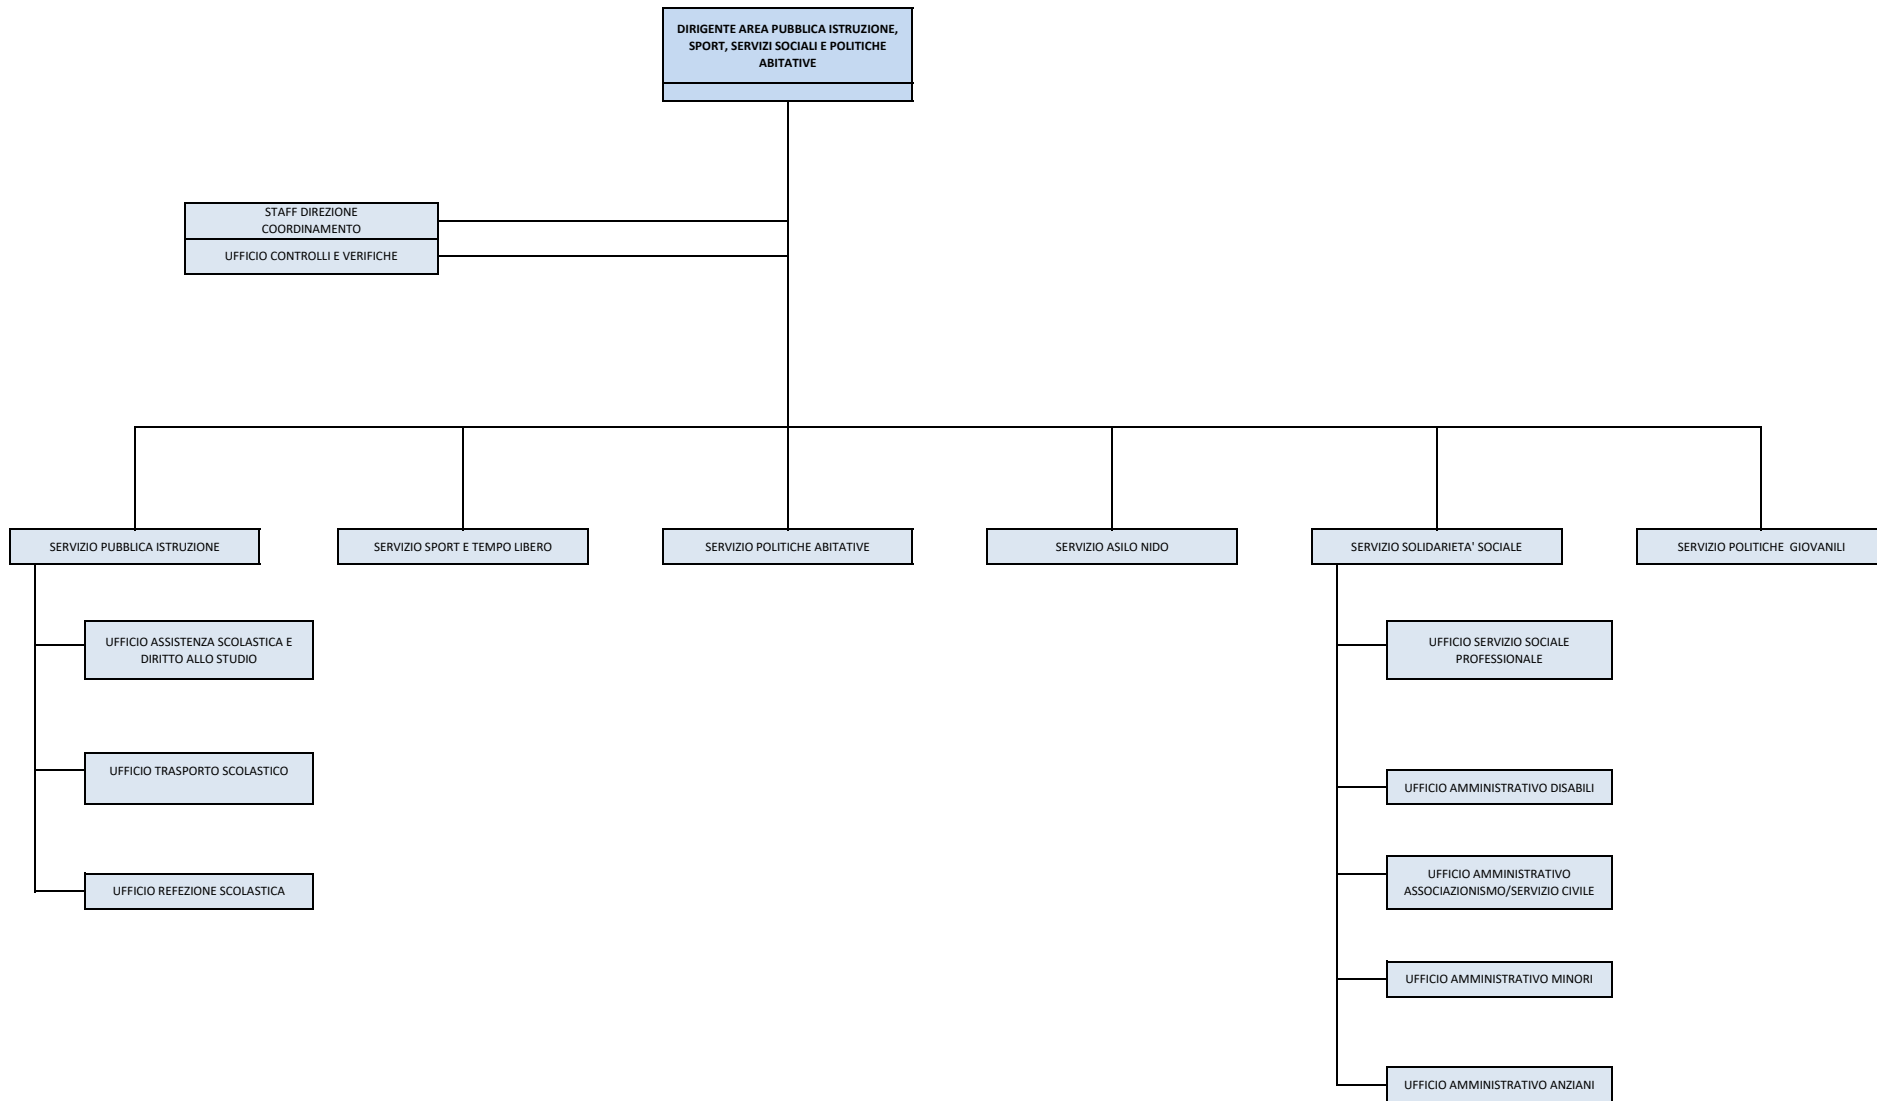 DIRIGENTE AREA PUBBLICA ISTRUZIONE,
SPORT, SERVIZI SOCIALI E POLITICHE
ABITATIVE
STAFF DIREZIONE
COORDINAMENTO
UFFICIO CONTROLLI E VERIFICHE
SERVIZIO PUBBLICA ISTRUZIONE
SERVIZIO SPORT E TEMPO LIBERO
SERVIZIO POLITICHE ABITATIVE
SERVIZIO ASILO NIDO
SERVIZIO SOLIDARIETA' SOCIALE
SERVIZIO POLITICHE GIOVANILI
UFFICIO ASSISTENZA SCOLASTICA E
DIRITTO ALLO STUDIO
UFFICIO TRASPORTO SCOLASTICO
UFFICIO REFEZIONE SCOLASTICA
UFFICIO SERVIZIO SOCIALE
PROFESSIONALE
UFFICIO AMMINISTRATIVO DISABILI
UFFICIO AMMINISTRATIVO
ASSOCIAZIONISMO/SERVIZIO CIVILE
UFFICIO AMMINISTRATIVO MINORI
UFFICIO AMMINISTRATIVO ANZIANI